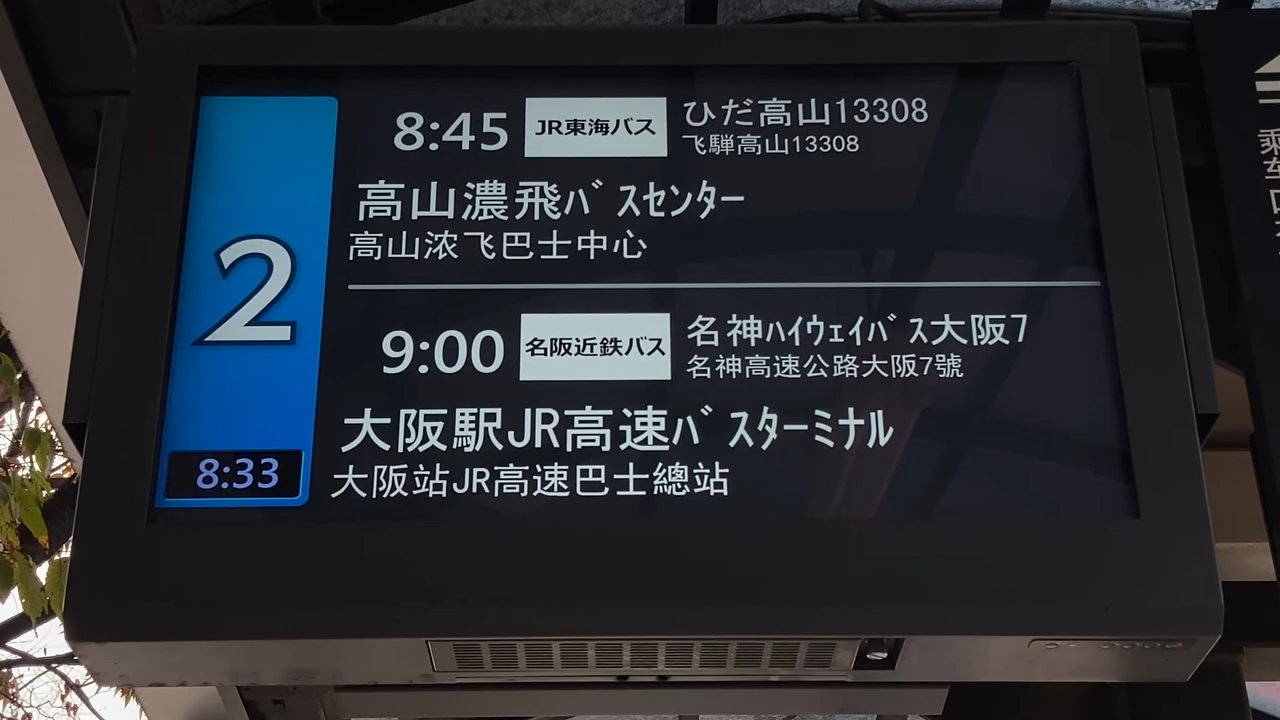 2
8:33
8:45 JR東海バス ひだ高山13308
飞騨高山13308
高山濃飛ﾊﾞｽｾﾝﾀｰ
高山浓飞巴士中心
9:00 名阪近鉄バス 名神ﾊｲｳｪｲﾊﾞｽ大阪7
名神高速公路大阪7號
大阪駅JR高速ﾊﾞｽﾀｰﾐﾅﾙ
大阪站JR高速巴士總站